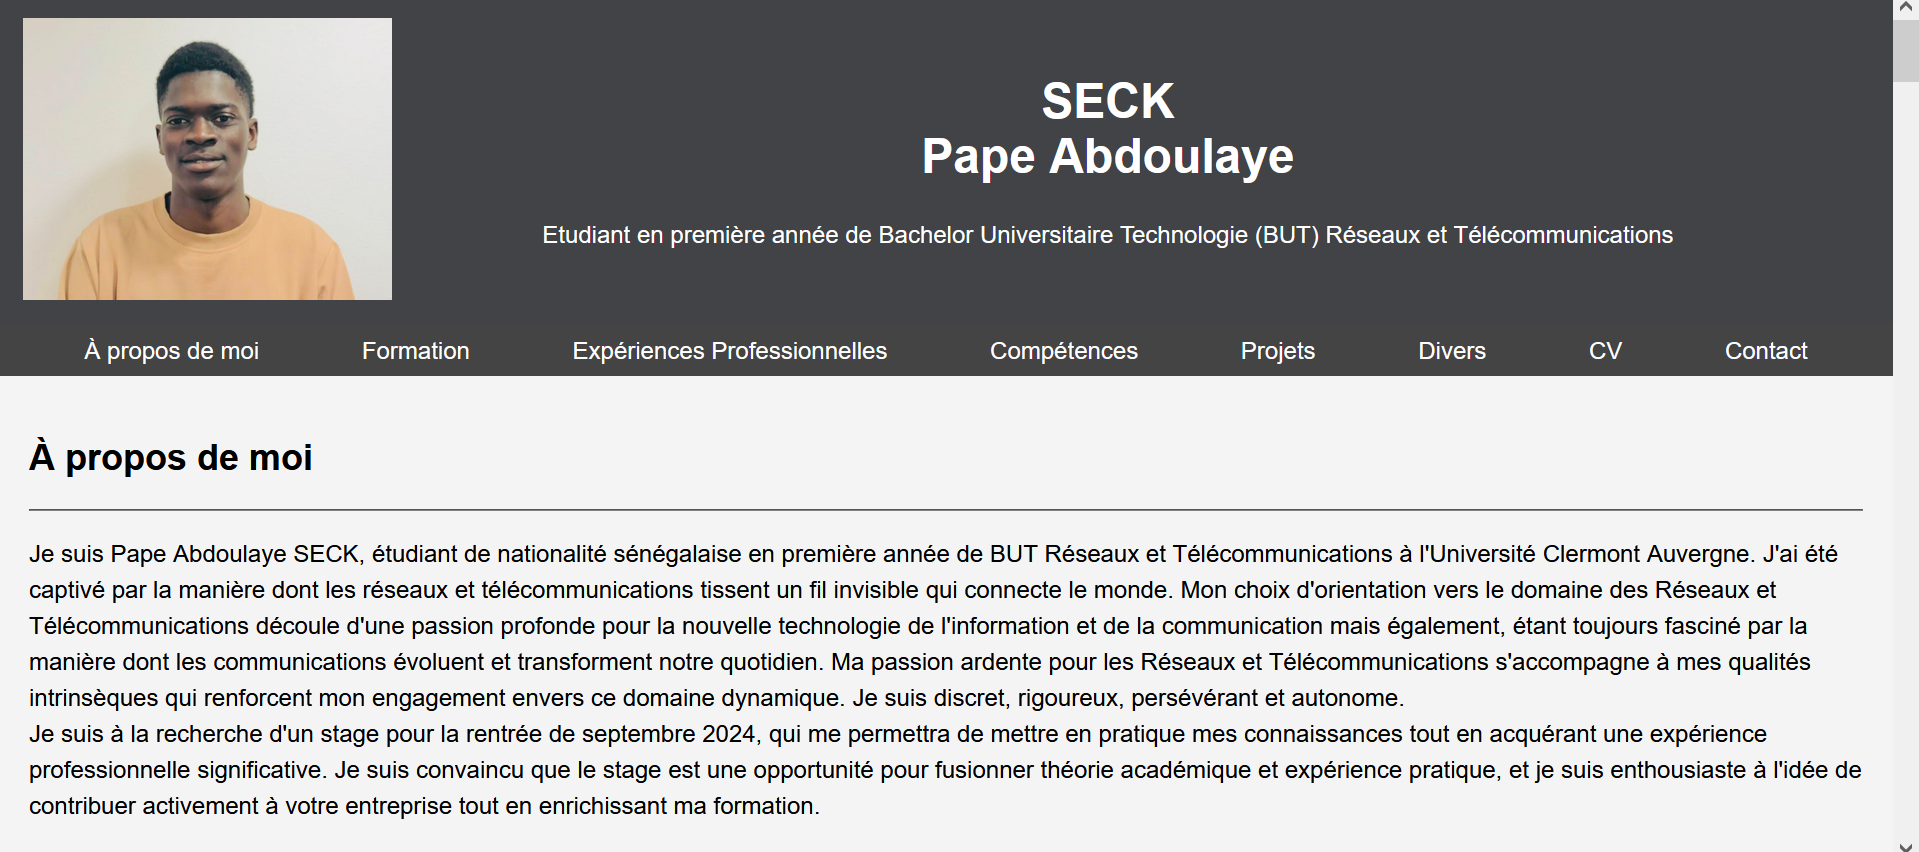 SECK
Pape Abdoulaye
Etudiant en première année de Bachelor Universitaire Technologie (BUT) Réseaux et Télécommunications
À propos de moi
Formation
Expériences Professionnelles
Compétences
Projets
Divers
CV
Contact
À propos de moi
Je suis Pape Abdoulaye SECK, étudiant de nationalité sénégalaise en première année de BUT Réseaux et Télécommunications à l'Université Clermont Auvergne. J'ai été
captivé par la manière dont les réseaux et télécommunications tissent un fil invisible qui connecte le monde. Mon choix d'orientation vers le domaine des Réseaux et
Télécommunications découle d'une passion profonde pour la nouvelle technologie de l'information et de la communication mais également, étant toujours fasciné par la
manière dont les communications évoluent et transforment notre quotidien. Ma passion ardente pour les Réseaux et Télécommunications s'accompagne à mes qualités
intrinsèques qui renforcent mon engagement envers ce domaine dynamique. Je suis discret, rigoureux, persévérant et autonome.
Je suis à la recherche d'un stage pour la rentrée de septembre 2024, qui me permettra de mettre en pratique mes connaissances tout en acquérant une expérience
professionnelle significative. Je suis convaincu que le stage est une opportunité pour fusionner théorie académique et expérience pratique, et je suis enthousiaste à l'idée de
contribuer activement à votre entreprise tout en enrichissant ma formation.